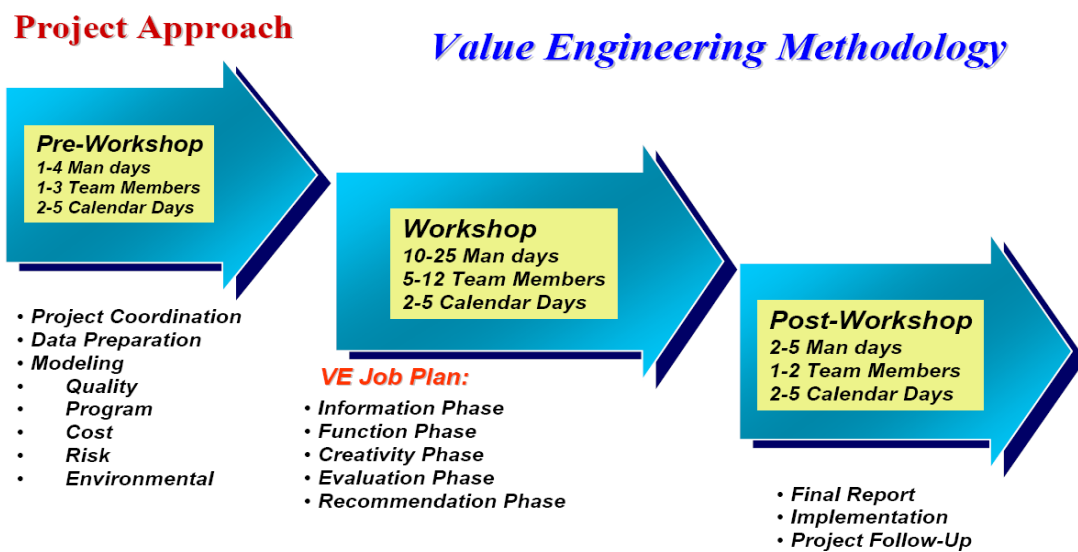 Project Approach
Value Engineering Methodology
Pre-Workshop
1-4 Man days
1-3 Team Members
2-5 Calendar Days
• Project Coordination
• Data Preparation
• Modeling
• Quality
• Program
• Cost
• Risk
• Environmental
Workshop
10-25 Man days
5-12 Team Members
2-5 Calendar Days
VE Job Plan:
• Information Phase
• Function Phase
• Creativity Phase
• Evaluation Phase
• Recommendation Phase
Post-Workshop
2-5 Man days
1-2 Team Members
2-5 Calendar Days
• Final Report
• Implementation
• Project Follow-Up